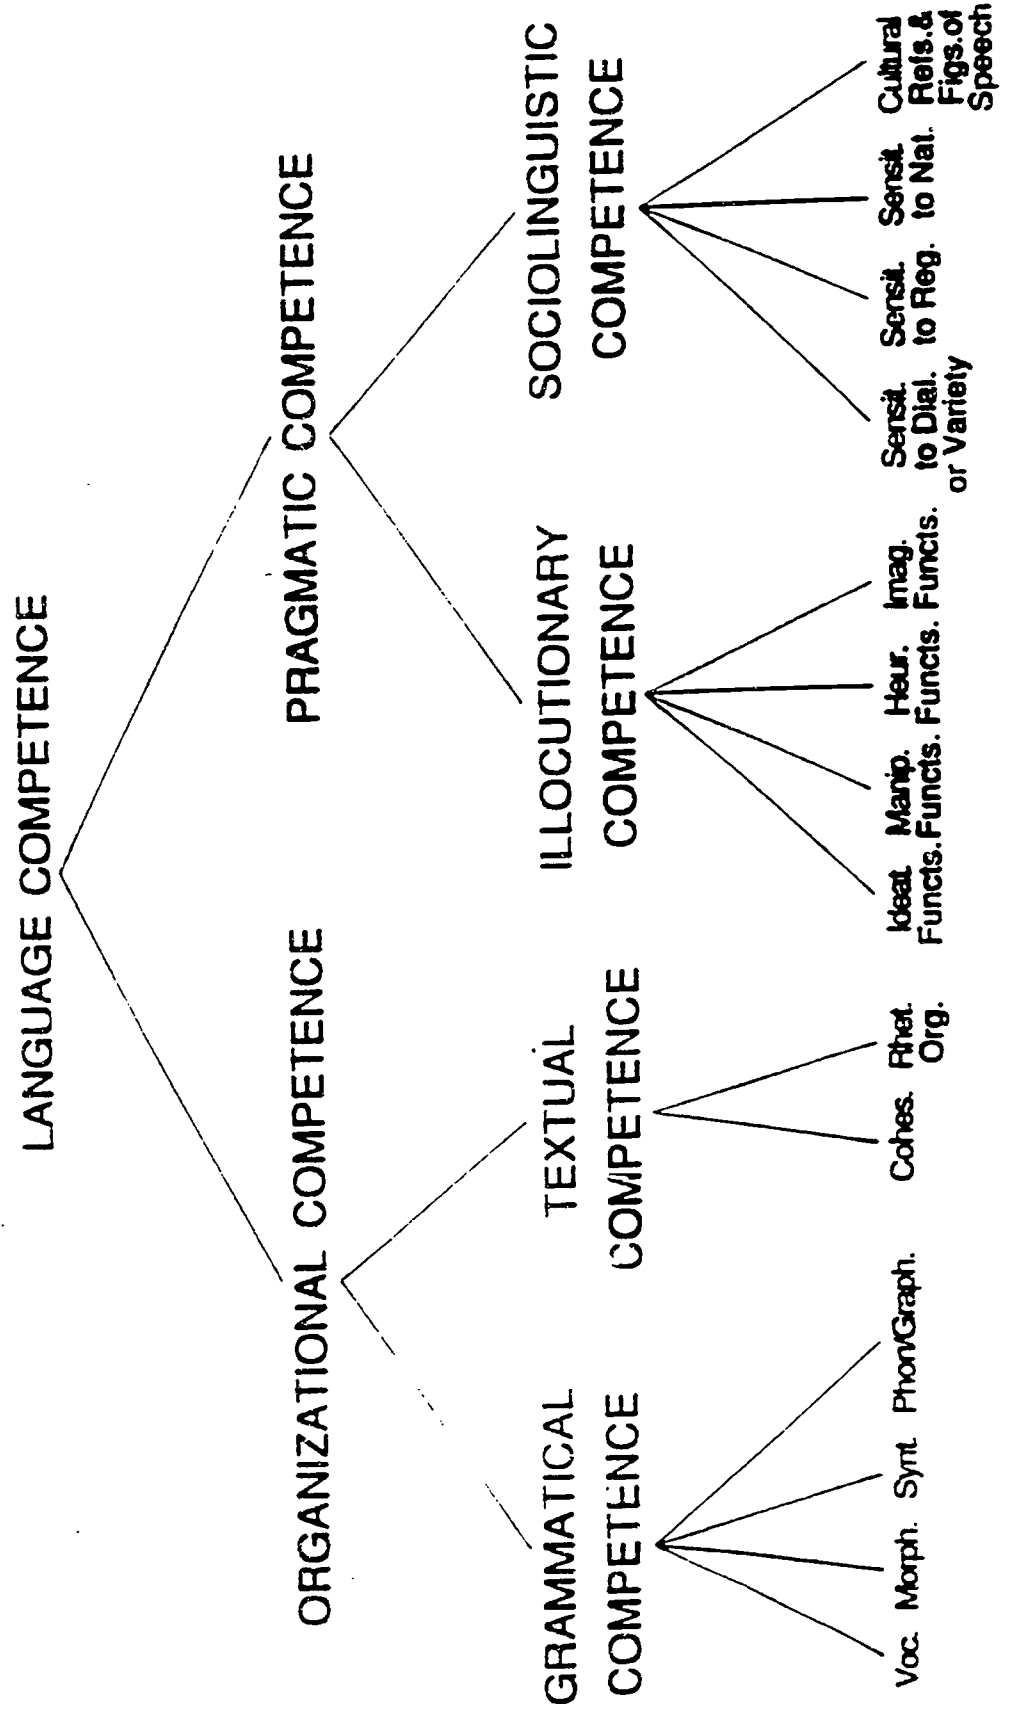 LANGUAGE COMPETENCE
ORGANIZATIONAL COMPETENCE
PRAGMATIC COMPETENCE
GRAMMATICAL
COMPETENCE
TEXTUAL
COMPETENCE
ILLOCUTIONARY
COMPETENCE
SOCIOLINGUISTIC
COMPETENCE
Voc.
Morph.
Synt.
Phon/Graph.
Cohes.
Rhet.
Org.
Ideat.
Functs.
Manip.
Functs.
Heur.
Functs.
Imag.
Functs.
Sensit.
to Dial.
or Variety
Sensit.
to Reg.
Sensit.
to Nat.
Cultural
Refs.&
Figs.of
Speech